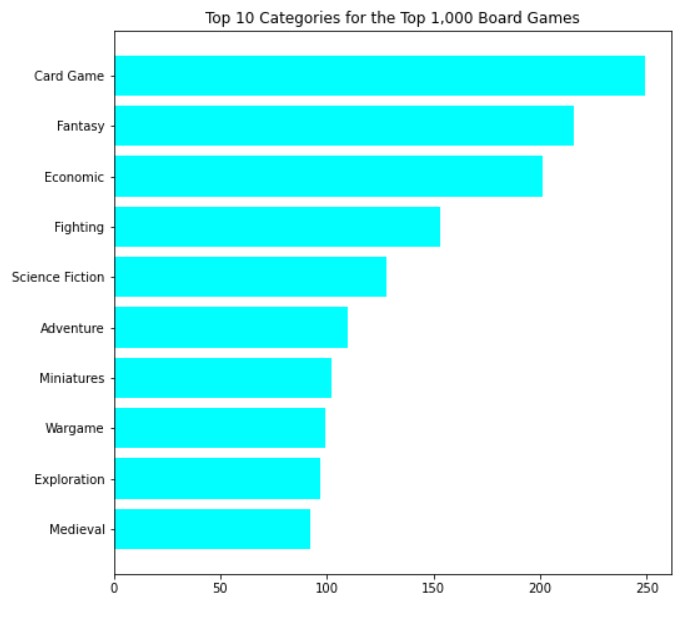 Top 10 Categories for the Top 1,000 Board Games
Card Game
Fantasy
Economic
Fighting
Science Fiction
Adventure
Miniatures
Wargame
Exploration
Medieval
0 50 100 150 200 250